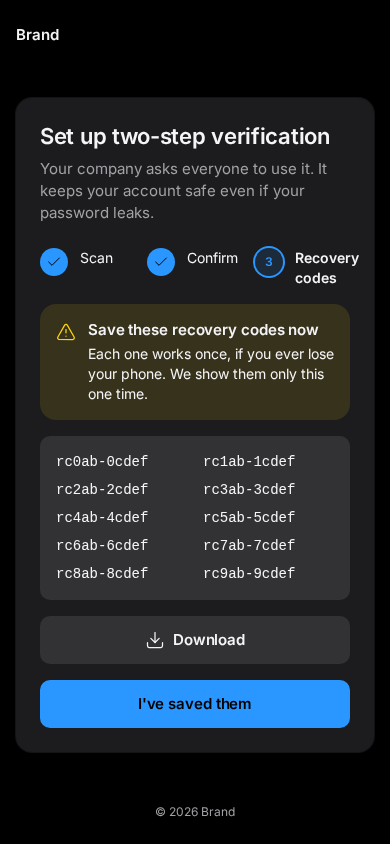 Brand
Set up two-step verification
Your company asks everyone to use it. It
keeps your account safe even if your
password leaks.
Scan
Confirm
3
Recovery
codes
Save these recovery codes now
Each one works once, if you ever lose
your phone. We show them only this
one time.
rc0ab-0cdef rc1ab-1cdef
rc2ab-2cdef rc3ab-3cdef
rc4ab-4cdef rc5ab-5cdef
rc6ab-6cdef rc7ab-7cdef
rc8ab-8cdef rc9ab-9cdef
Download
I've saved them
© 2026 Brand